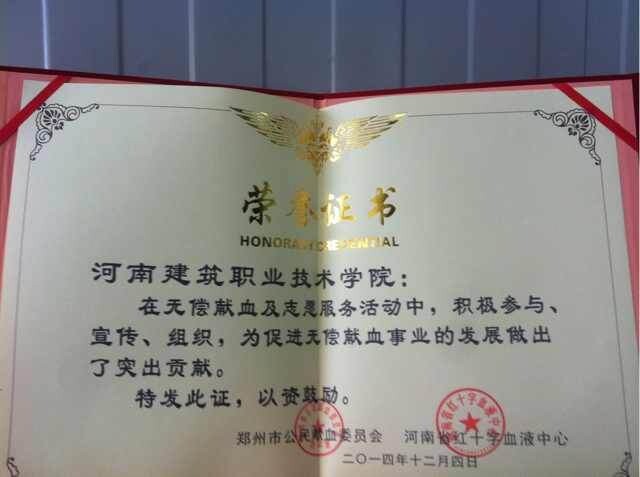 荣誉证书
HONORARY CREDENTIAL
河南建筑职业技术学院：
在无偿献血及志愿服务活动中，积极参与、
宣传、组织，为促进无偿献血事业的发展做出
了突出贡献。
特发此证，以资鼓励。
郑州市公民献血委员会 河南省红十字血液中心
二〇一四年十二月四日